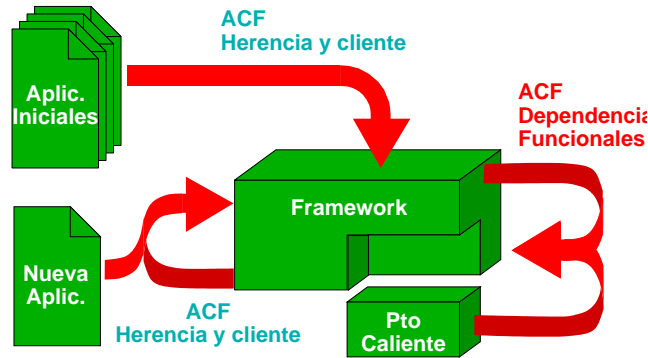 ACF
Herencia y cliente
Aplic.
Iniciales
ACF
Dependencia
Funcionales
Framework
Nueva
Aplic.
ACF
Herencia y cliente
Pto
Caliente